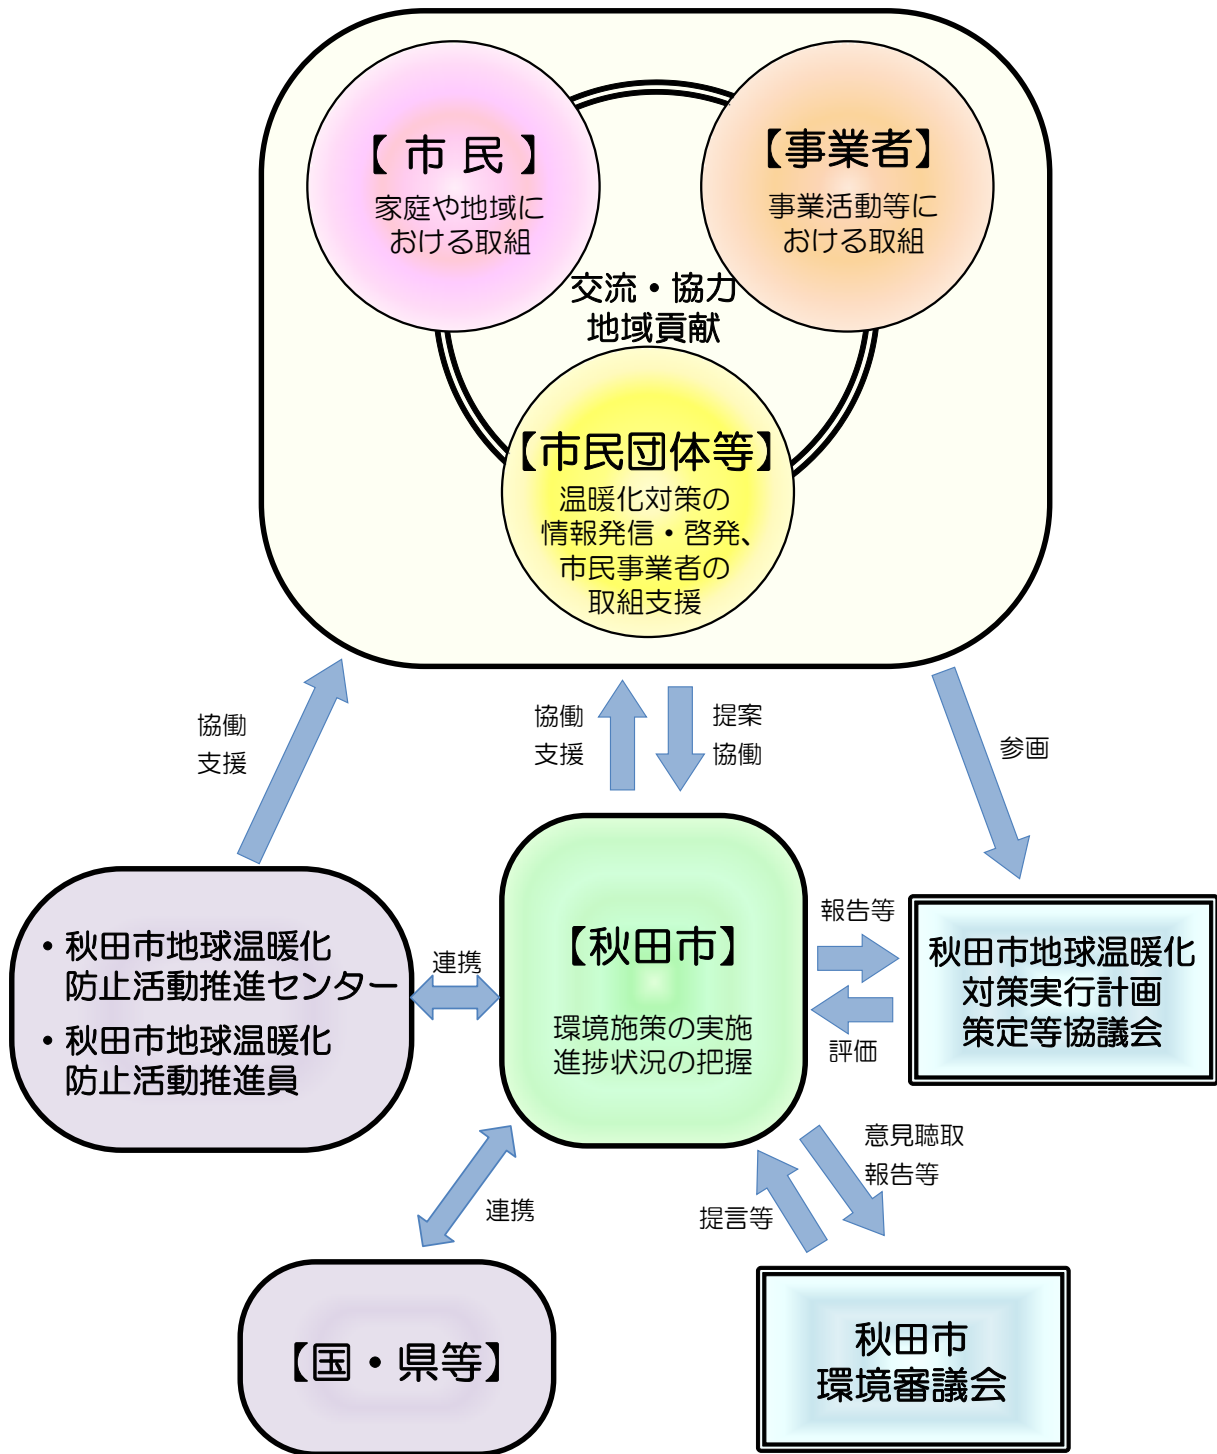 【 市 民 】
家庭や地域に
おける取組
【事業者】
事業活動等に
おける取組
交流・協力
地域貢献
【市民団体等】
温暖化対策の
情報発信・啓発、
市民事業者の
取組支援
協働
支援
協働
支援
提案
協働
参画
・秋田市地球温暖化
防止活動推進センター
・秋田市地球温暖化
防止活動推進員
連携
【秋田市】
環境施策の実施
進捗状況の把握
報告等
評価
秋田市地球温暖化
対策実行計画
策定等協議会
連携
提言等
意見聴取
報告等
【国・県等】
秋田市
環境審議会